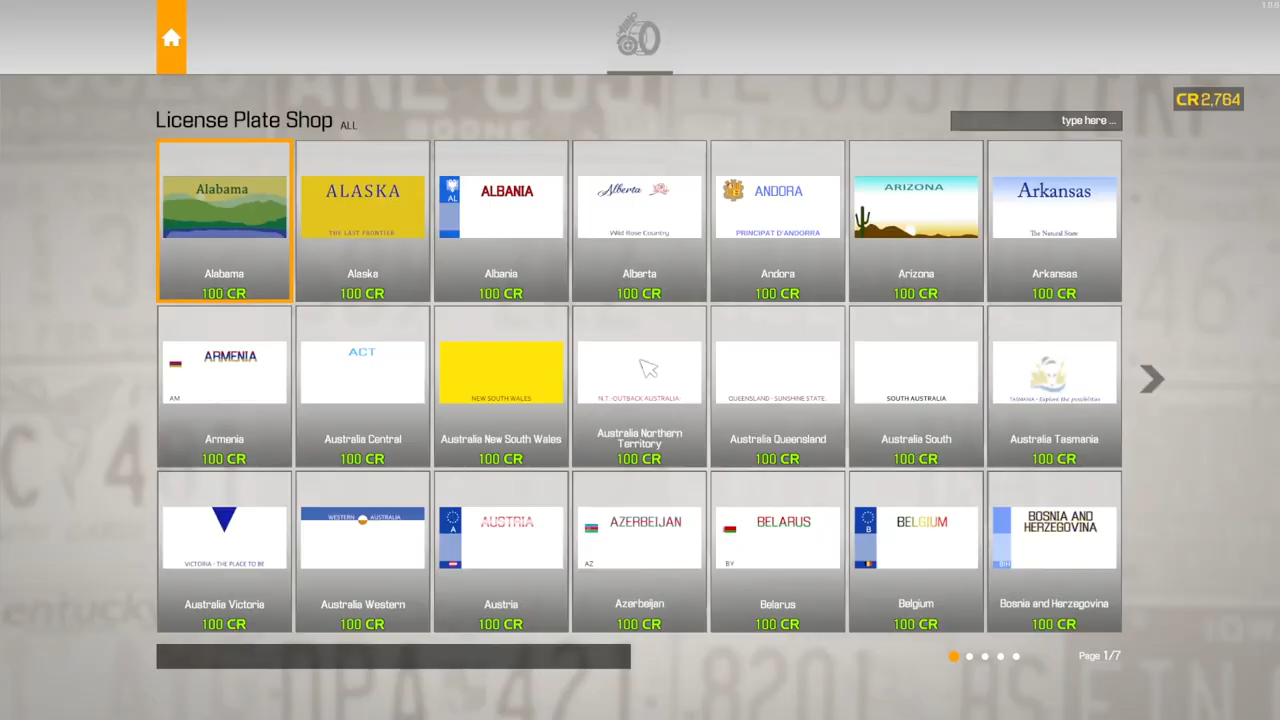 1.0.6
CR 2,764
License Plate Shop ALL
type here ...
Alabama
ALASKA
THE LAST FRONTIER
AL
ALBANIA
Alberta
Wild Rose Country
ANDORA
PRINCIPAT D'ANDORRA
ARIZONA
Arkansas
The Natural State
Alabama
Alaska
Albania
Alberta
Andora
Arizona
Arkansas
100 CR
100 CR
100 CR
100 CR
100 CR
100 CR
100 CR
ARMENIA
AM
ACT
NEW SOUTH WALES
N.T. -OUTBACK AUSTRALIA-
QUEENSLAND - SUNSHINE STATE.
SOUTH AUSTRALIA
TASMANIA - Explore the possibilities
Armenia
Australia Central
Australia New South Wales
Australia Northern
Territory
Australia Queensland
Australia South
Australia Tasmania
100 CR
100 CR
100 CR
100 CR
100 CR
100 CR
100 CR
VICTORIA - THE PLACE TO BE
WESTERN AUSTRALIA
A
AUSTRIA
AZERBEIJAN
AZ
BELARUS
BY
B
BELGIUM
BOSNIA AND
HERZEGOVINA
BIH
Australia Victoria
Australia Western
Austria
Azerbeijan
Belarus
Belgium
Bosnia and Herzegovina
100 CR
100 CR
100 CR
100 CR
100 CR
100 CR
100 CR
Page 1/7